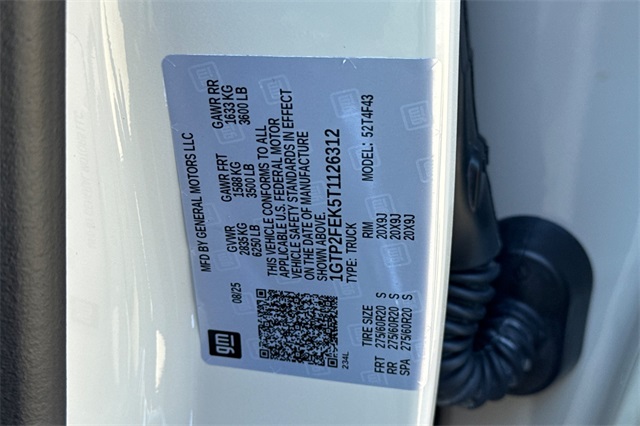 MFD BY GENERAL MOTORS LLC
08/25
GVWR GAWR FRT GAWR RR
2835 KG 1588 KG 1633 KG
6250 LB 3500 LB 3600 LB
THIS VEHICLE CONFORMS TO ALL
APPLICABLE U.S. FEDERAL MOTOR
VEHICLE SAFETY STANDARDS IN EFFECT
ON THE DATE OF MANUFACTURE
SHOWN ABOVE.
1GTP2FEK5T1126312
TYPE: TRUCK MODEL: 52T4F43
TIRE SIZE RIM
FRT 275/60R20 S 20X9J
RR 275/60R20 S 20X9J
SPA 275/60R20 S 20X9J
gm
234L